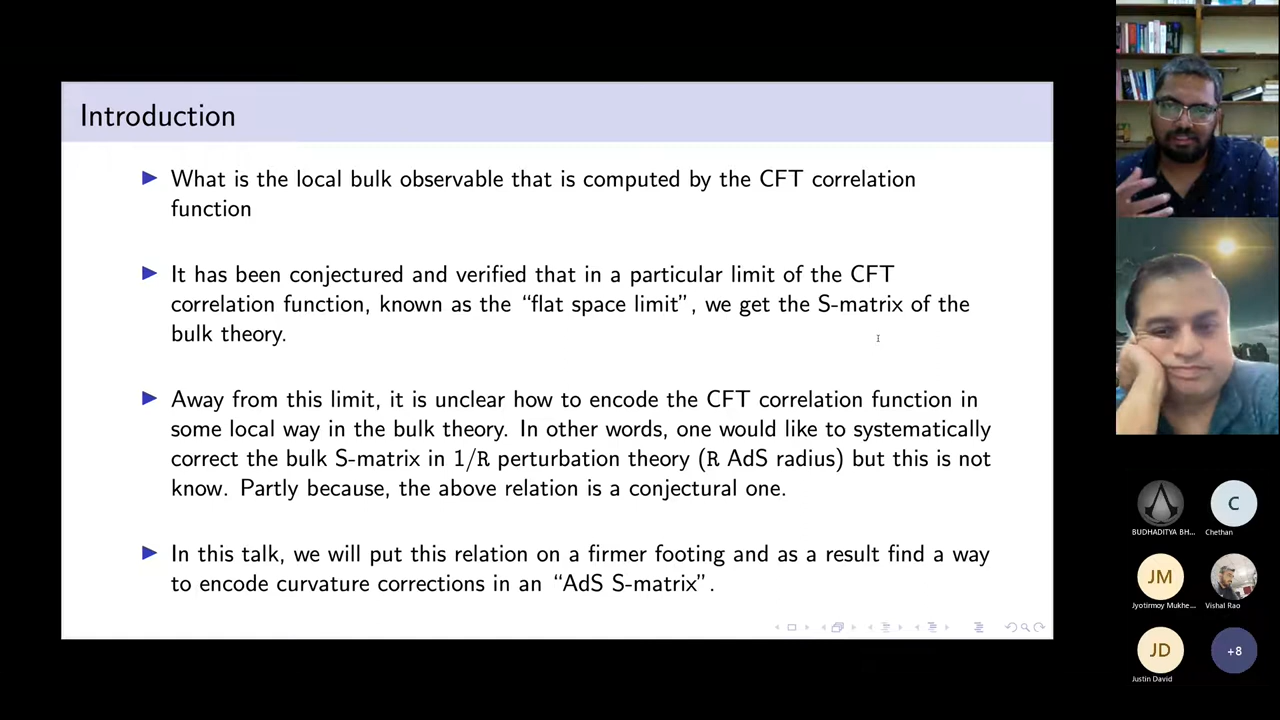 Introduction
What is the local bulk observable that is computed by the CFT correlation
function
It has been conjectured and verified that in a particular limit of the CFT
correlation function, known as the “flat space limit”, we get the S-matrix of the
bulk theory.
Away from this limit, it is unclear how to encode the CFT correlation function in
some local way in the bulk theory. In other words, one would like to systematically
correct the bulk S-matrix in 1/R perturbation theory (R AdS radius) but this is not
know. Partly because, the above relation is a conjectural one.
In this talk, we will put this relation on a firmer footing and as a result find a way
to encode curvature corrections in an “AdS S-matrix”.
C
BUDHADITYA BH...
Chethan
JM
Jyotirmoy Mukhe...
Vishal Rao
JD
+8
Justin David